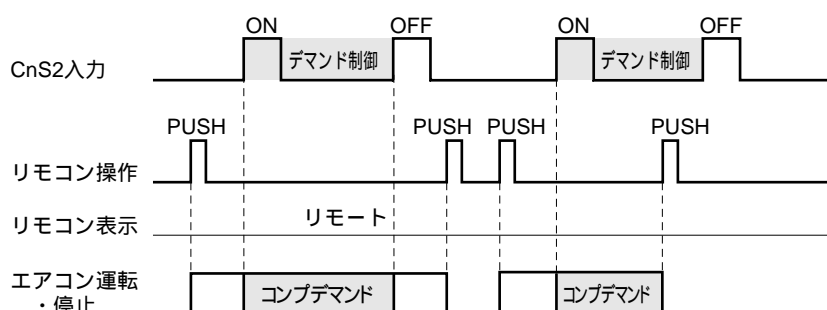 ON OFF ON OFF
CnS2入力 デマンド制御 デマンド制御
PUSH PUSH PUSH PUSH
リモコン操作
リモコン表示 リモート
エアコン運転 コンプデマンド コンプデマンド
・停止